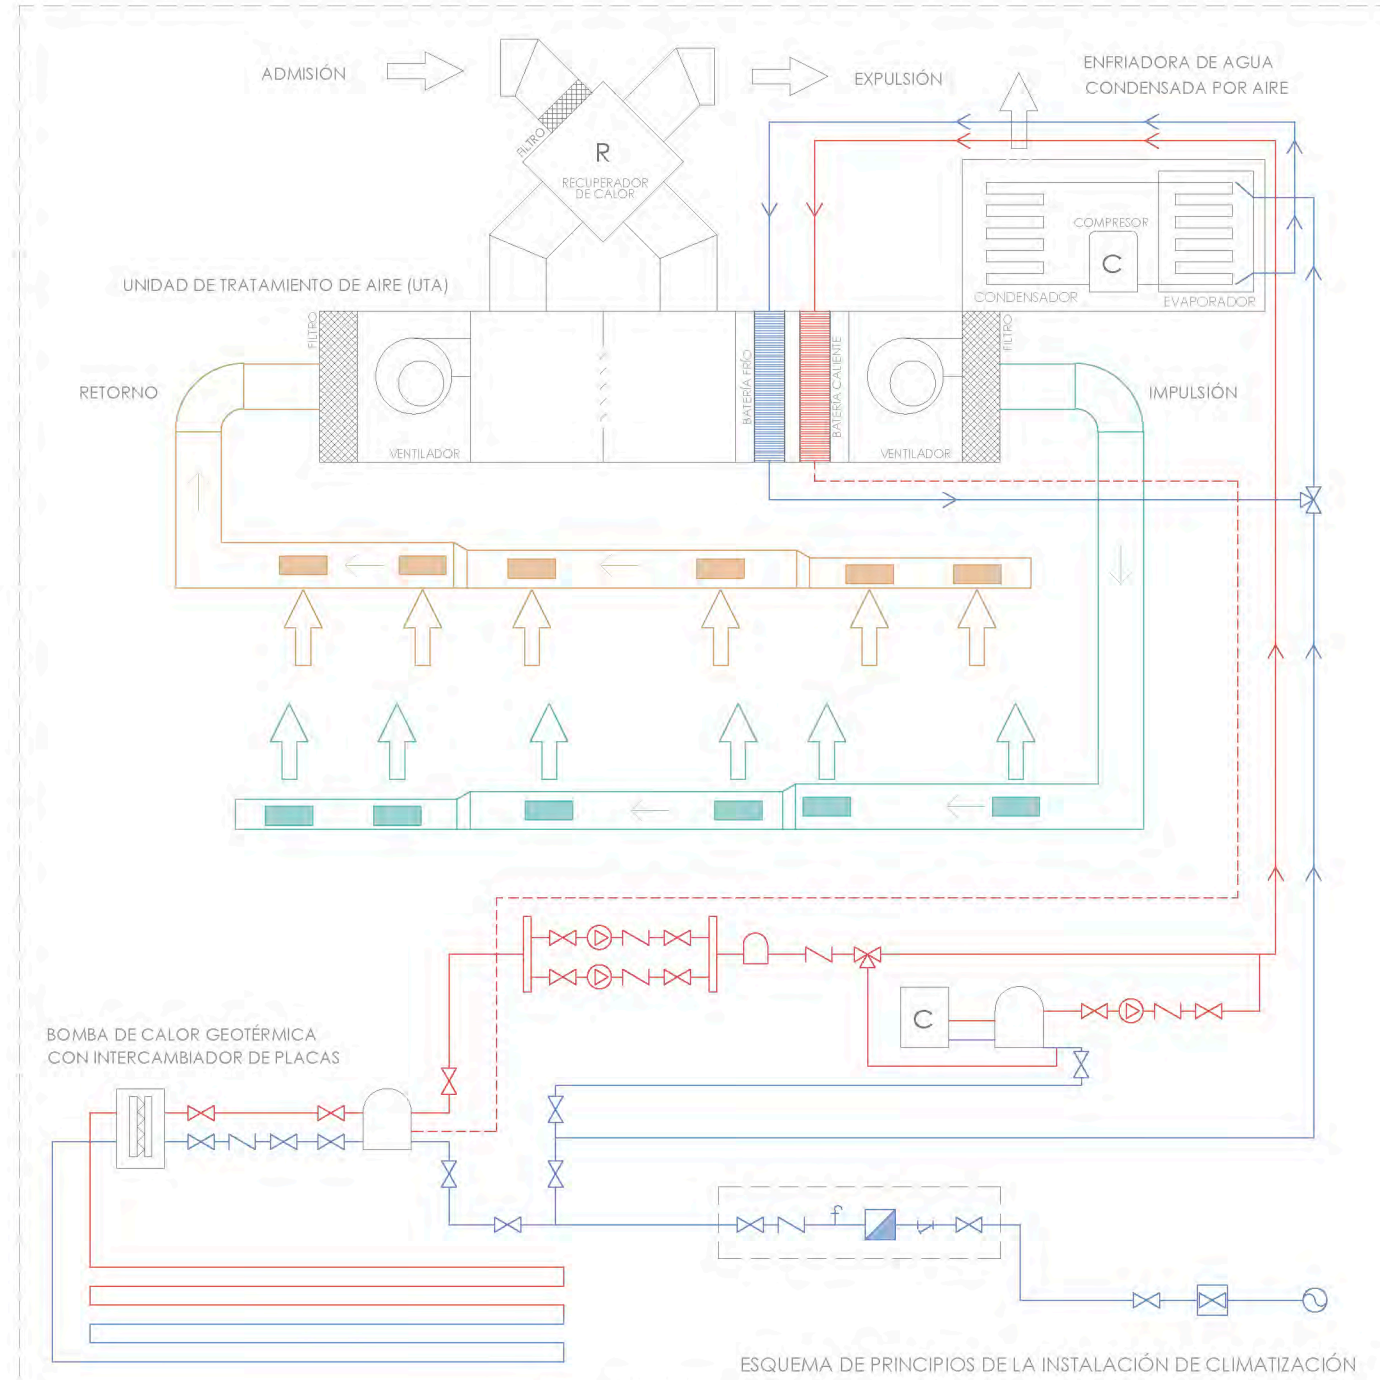 ADMISIÓN
EXPULSIÓN
ENFRIADORA DE AGUA
CONDENSADA POR AIRE
FILTRO
R
RECUPERADOR
DE CALOR
COMPRESOR
C
CONDENSADOR
EVAPORADOR
UNIDAD DE TRATAMIENTO DE AIRE (UTA)
FILTRO
BATERÍA FRÍO
BATERÍA CALIENTE
FILTRO
RETORNO
IMPULSIÓN
VENTILADOR
VENTILADOR
C
BOMBA DE CALOR GEOTÉRMICA
CON INTERCAMBIADOR DE PLACAS
ESQUEMA DE PRINCIPIOS DE LA INSTALACIÓN DE CLIMATIZACIÓN